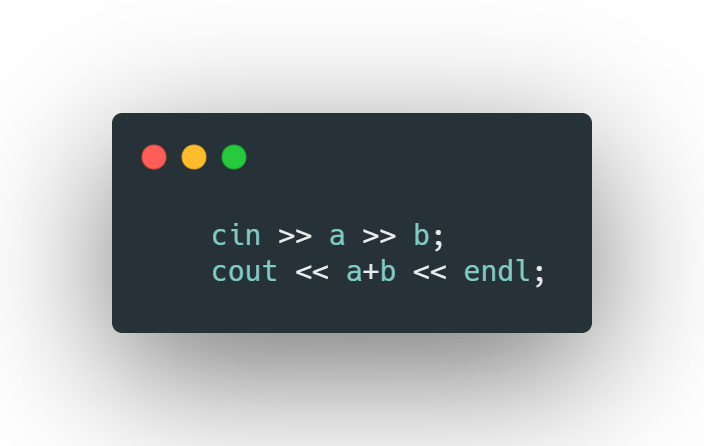 cin >> a >> b;
cout << a+b << endl;